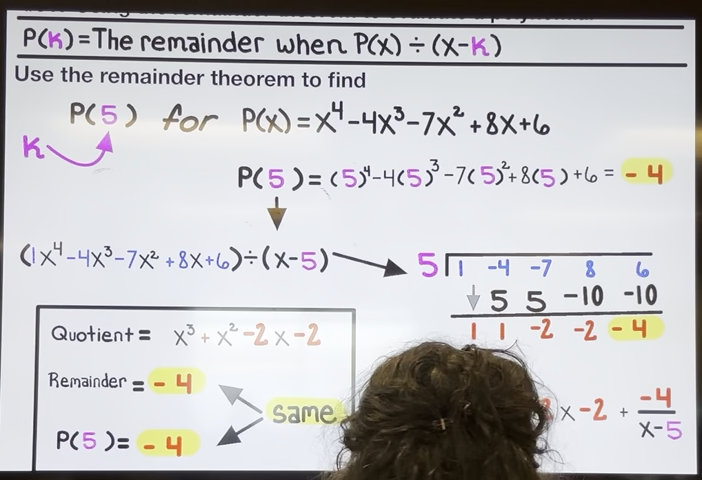 P(K)=The remainder when P(X) ÷ (X-K)
Use the remainder theorem to find
P(5) for P(X)=X⁴-4X³-7X²+8X+6
K
P(5)=(5)⁴-4(5)³-7(5)²+8(5)+6= -4
(1X⁴-4X³-7X²+8X+6)÷(X-5)
5 1 -4 -7 8 6
5 5 -10 -10
1 1 -2 -2 -4
Quotient= X³+X²-2X-2
Remainder=-4
same
P(5)=-4
X-2 + -4
X-5